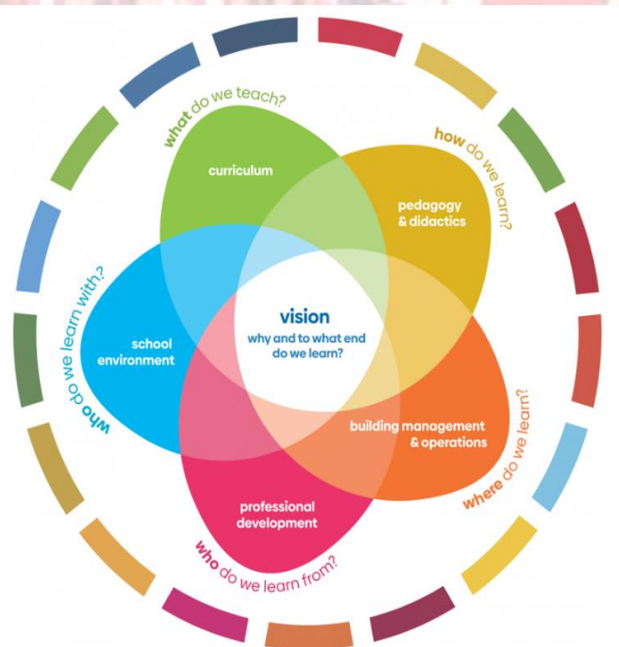 what do we teach?
curriculum
how do we learn?
pedagogy
& didactics
who do we learn with?
school
environment
vision
why and to what end
do we learn?
building management
& operations
where do we learn?
professional
development
who do we learn from?